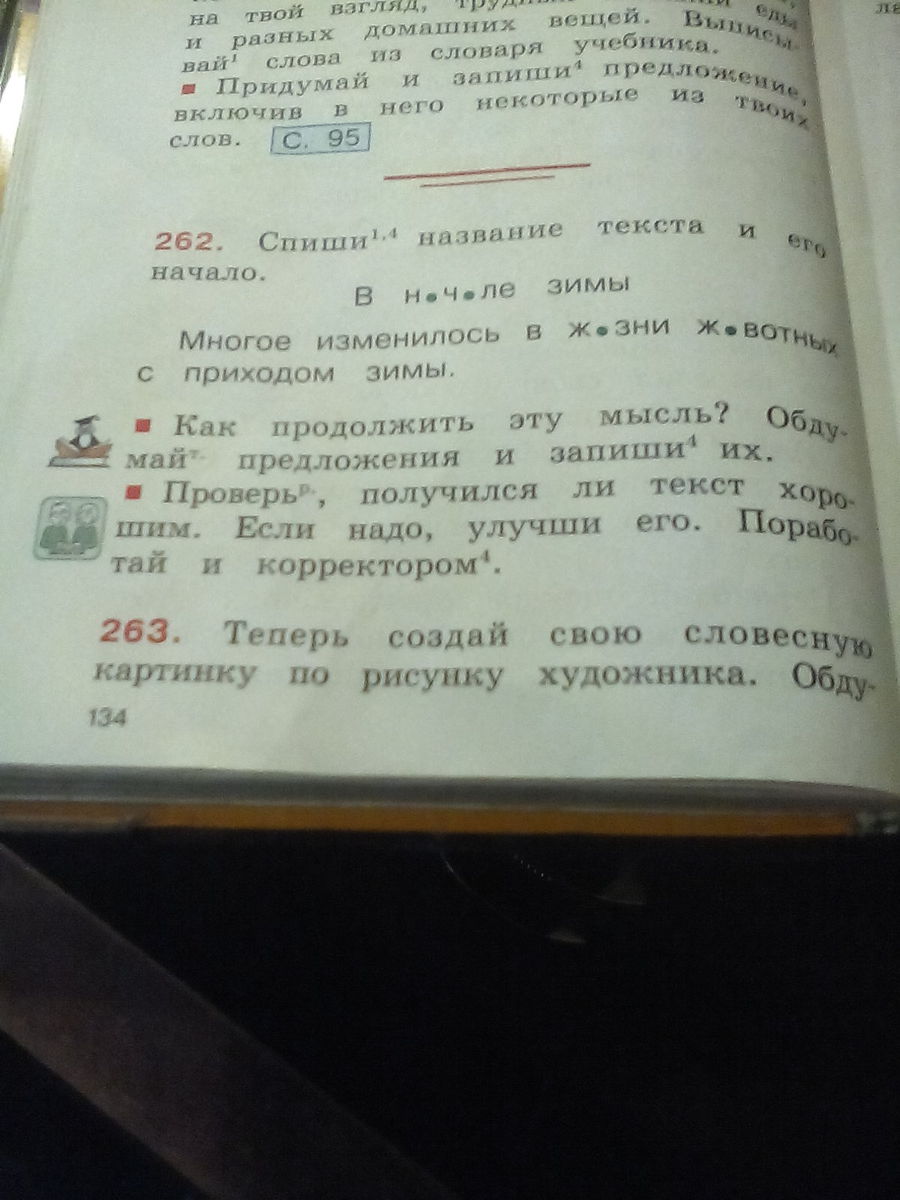 на твой взгляд, еды
и разных домашних вещей. Выписы-
вай¹ слова из словаря учебника.
▪ Придумай и запиши⁴ предложение,
включив в него некоторые из твоих
слов. С. 95
262. Спиши¹·⁴ название текста и его
начало.
В н•ч•ле зимы
Многое изменилось в ж•зни ж•вотных
с приходом зимы.
▪ Как продолжить эту мысль? Обду-
май предложения и запиши⁴ их.
▪ Проверьᵖ·, получился ли текст хоро-
шим. Если надо, улучши его. Порабо-
тай и корректором⁴.
263. Теперь создай свою словесную
картинку по рисунку художника. Обду-
134